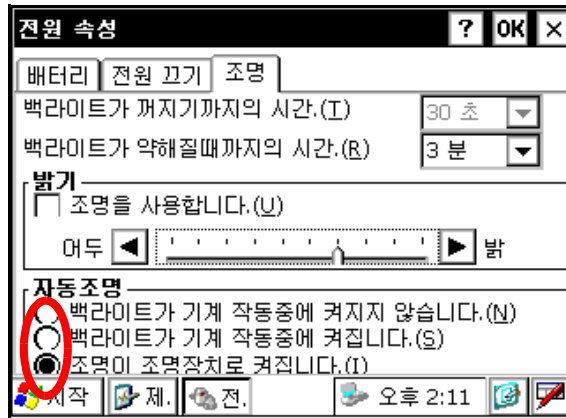 전원 속성 ? OK ×
배터리 전원 끄기 조명
백라이트가 꺼지기까지의 시간.(T) 30 초
백라이트가 약해질때까지의 시간.(R) 3 분
밝기
조명을 사용합니다.(U)
어두 밝
자동조명
백라이트가 기계 작동중에 켜지지 않습니다.(N)
백라이트가 기계 작동중에 켜집니다.(S)
조명이 조명장치로 켜집니다.(I)
시작 제. 전. 오후 2:11